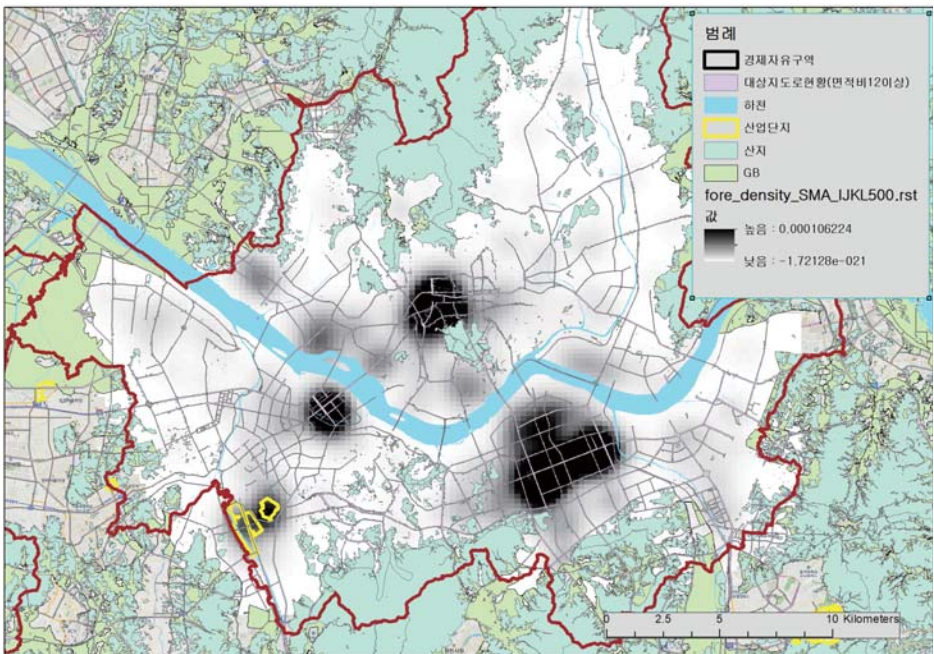 범례
경제자유구역
대상지도로현황(면적비12이상)
하천
산업단지
산지
GB
fore_density_SMA_IJKL500.rst
값
높음 : 0.000106224
낮음 : -1.72128e-021
0 2.5 5 10 Kilometers